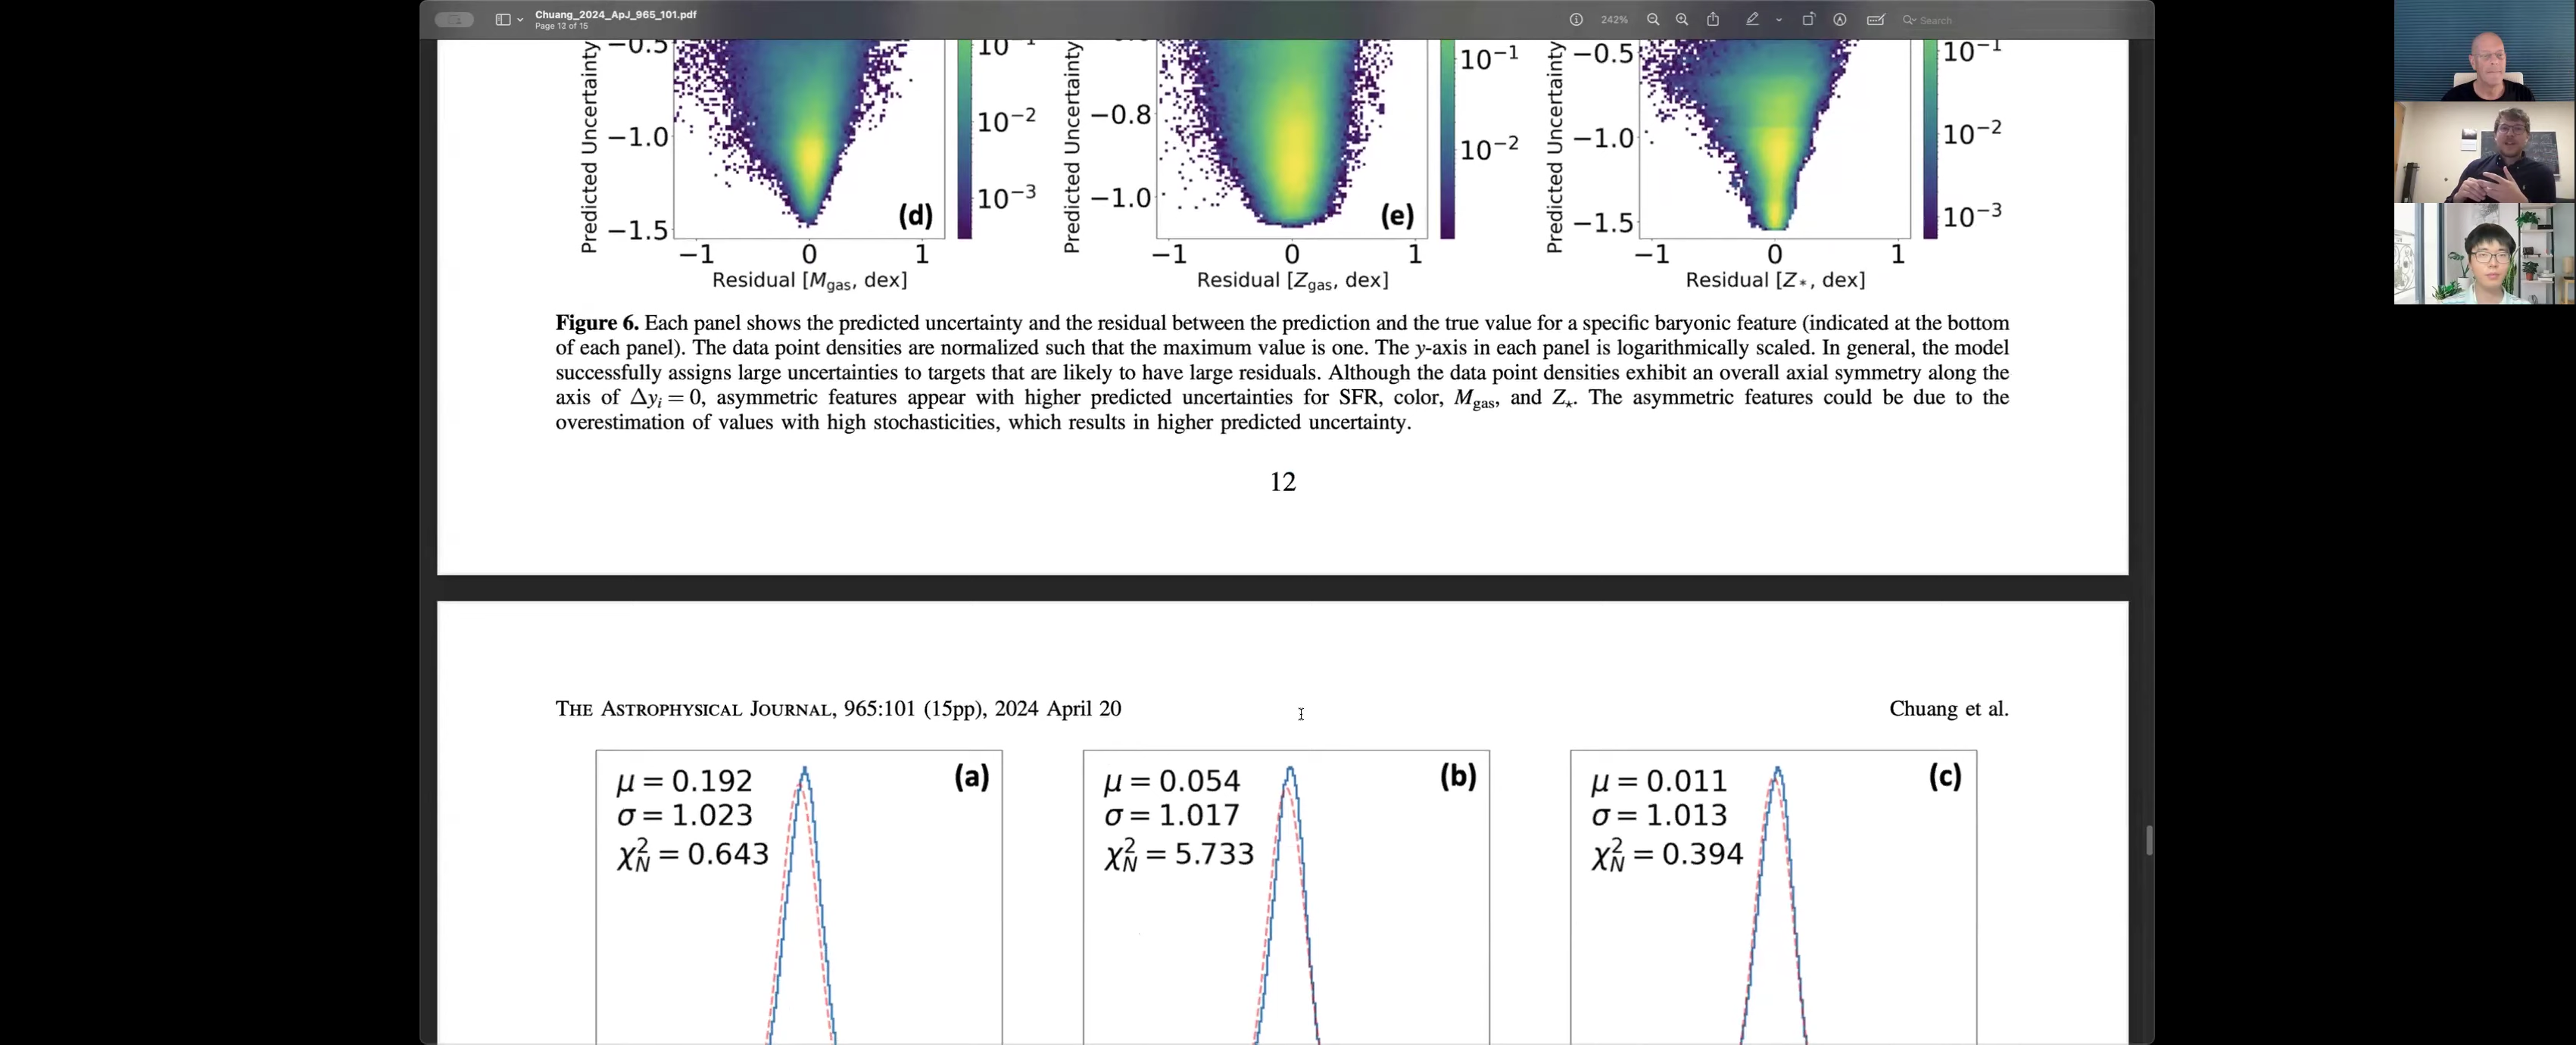 Chuang_2024_ApJ_965_101.pdf
Page 12 of 15
242%
Search
Predicted Uncertainty
−0.5
−1.0
−1.5
−1 0 1
Residual [Mgas, dex]
(d)
10⁻¹
10⁻²
10⁻³
Predicted Uncertainty
−0.8
−1.0
−1 0 1
Residual [Zgas, dex]
(e)
10⁻¹
10⁻²
Predicted Uncertainty
−0.5
−1.0
−1.5
−1 0 1
Residual [Z*, dex]
10⁻¹
10⁻²
10⁻³
Figure 6. Each panel shows the predicted uncertainty and the residual between the prediction and the true value for a specific baryonic feature (indicated at the bottom
of each panel). The data point densities are normalized such that the maximum value is one. The y-axis in each panel is logarithmically scaled. In general, the model
successfully assigns large uncertainties to targets that are likely to have large residuals. Although the data point densities exhibit an overall axial symmetry along the
axis of Δyᵢ = 0, asymmetric features appear with higher predicted uncertainties for SFR, color, Mgas, and Z⋆. The asymmetric features could be due to the
overestimation of values with high stochasticities, which results in higher predicted uncertainty.
12
THE ASTROPHYSICAL JOURNAL, 965:101 (15pp), 2024 April 20
Chuang et al.
μ = 0.192
σ = 1.023
χ²N = 0.643
(a)
μ = 0.054
σ = 1.017
χ²N = 5.733
(b)
μ = 0.011
σ = 1.013
χ²N = 0.394
(c)